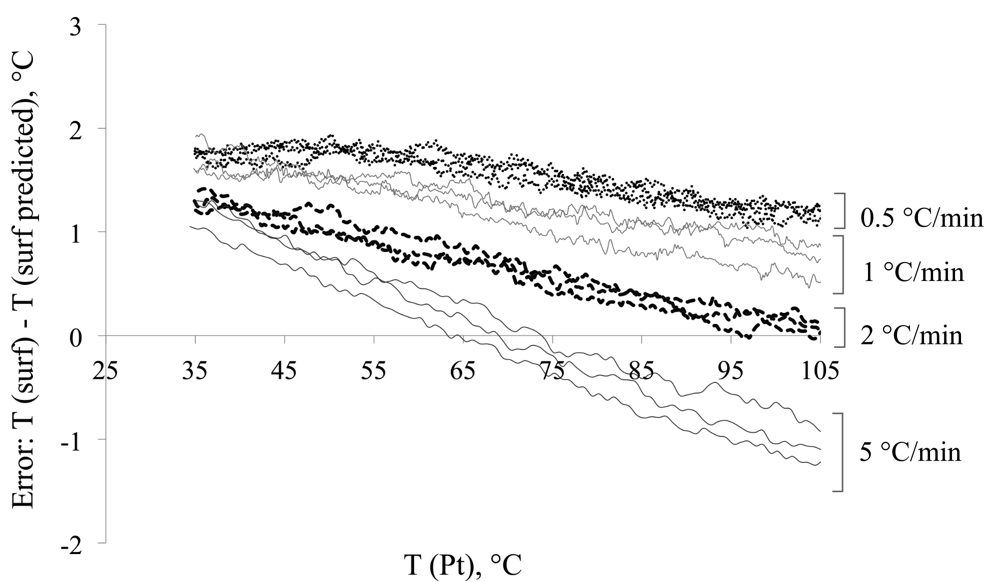 Error: T (surf) - T (surf predicted), °C
3
2
1
0
-1
-2
25 35 45 55 65 75 85 95 105
T (Pt), °C
0.5 °C/min
1 °C/min
2 °C/min
5 °C/min